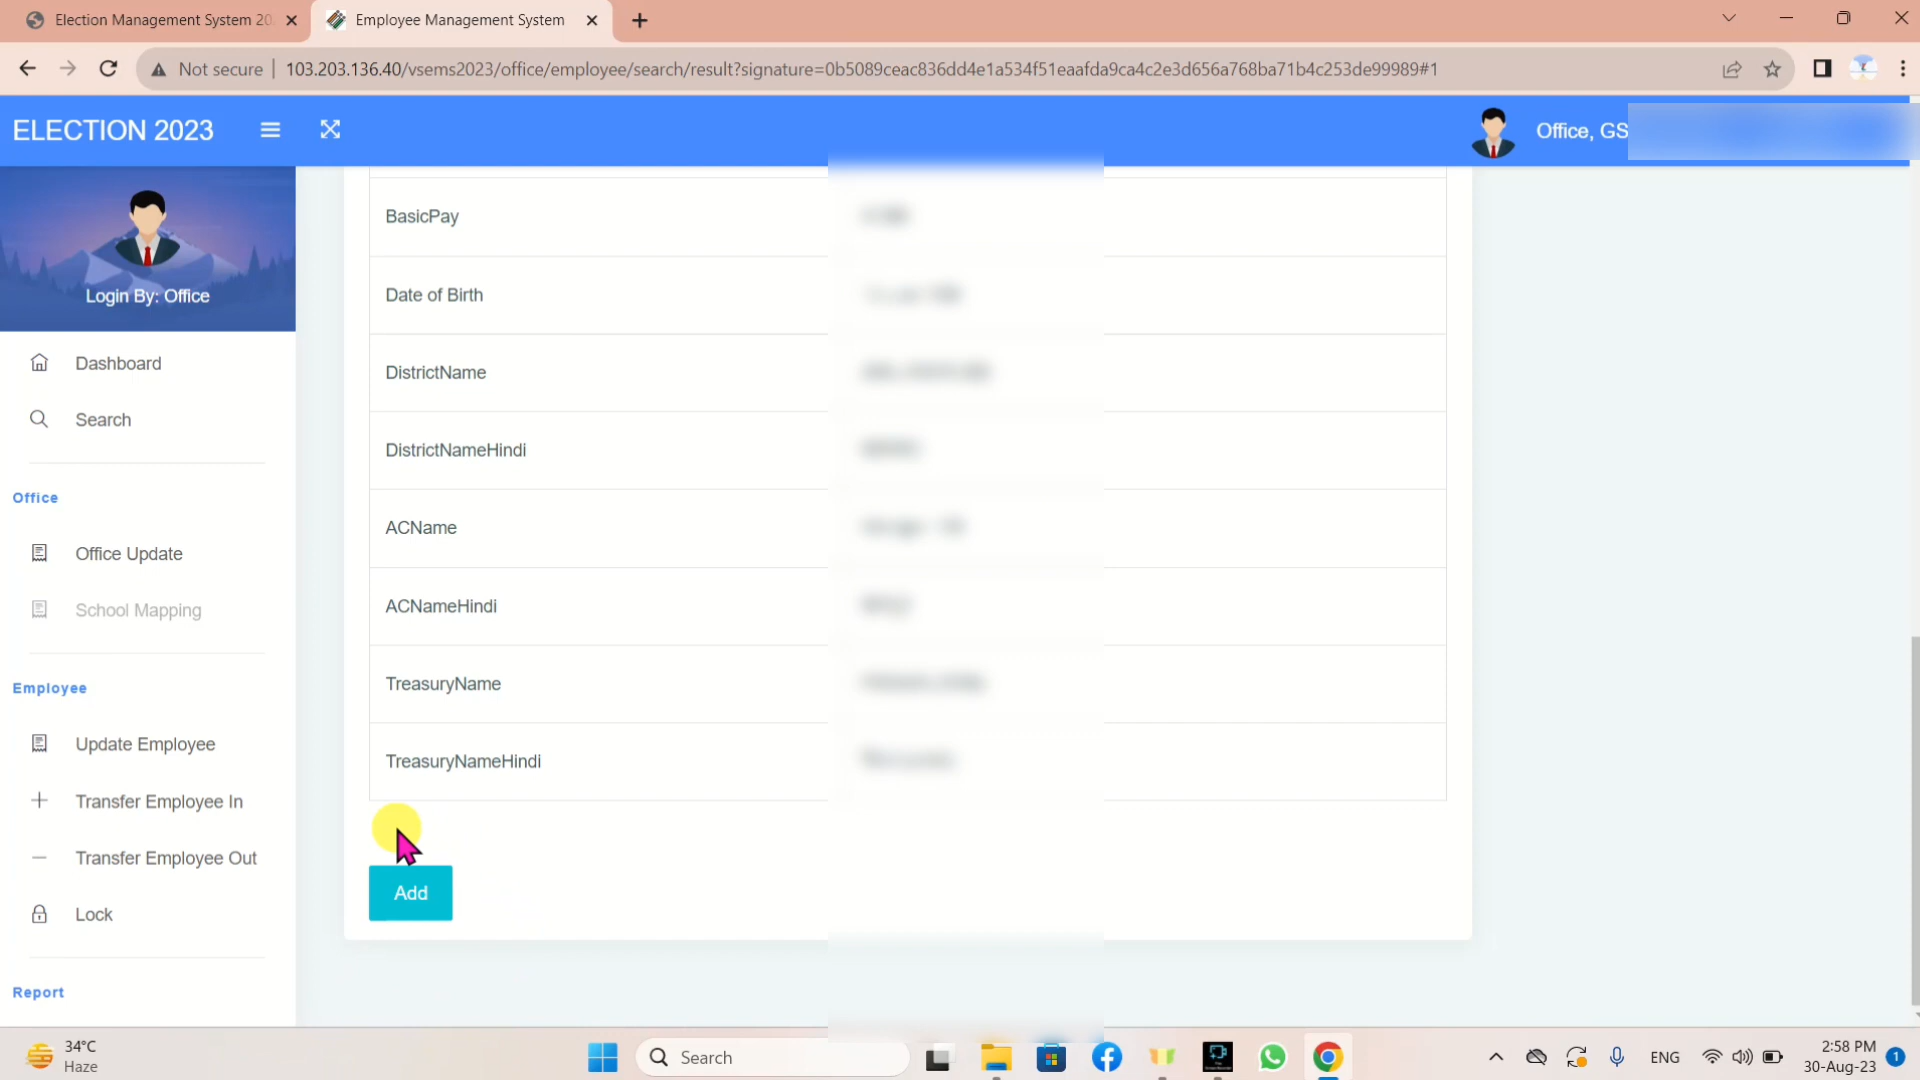 Election Management System 20
Employee Management System
Not secure
103.203.136.40/vsems2023/office/employee/search/result?signature=0b5089ceac836dd4e1a534f51eaafda9ca4c2e3d656a768ba71b4c253de99989#1
ELECTION 2023
Office, GS
Login By: Office
Dashboard
Search
Office
Office Update
School Mapping
Employee
Update Employee
Transfer Employee In
Transfer Employee Out
Lock
Report
BasicPay
Date of Birth
DistrictName
DistrictNameHindi
ACName
ACNameHindi
TreasuryName
TreasuryNameHindi
Add
34°C
Haze
Search
ENG
2:58 PM
30-Aug-23
1